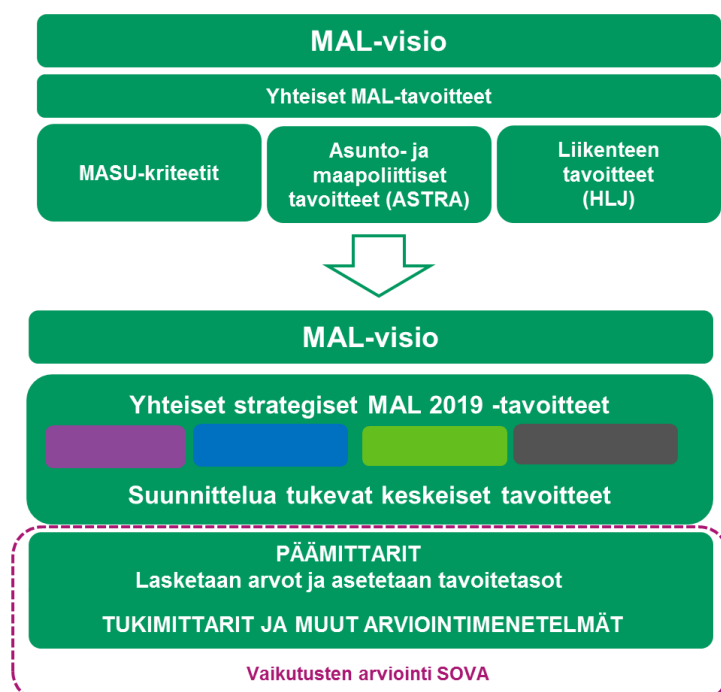 MAL-visio
Yhteiset MAL-tavoitteet
MASU-kriteetit
Asunto- ja
maapoliittiset
tavoitteet (ASTRA)
Liikenteen
tavoitteet
(HLJ)
MAL-visio
Yhteiset strategiset MAL 2019 -tavoitteet
Suunnittelua tukevat keskeiset tavoitteet
PÄÄMITTARIT
Lasketaan arvot ja asetetaan tavoitetasot
TUKIMITTARIT JA MUUT ARVIOINTIMENETELMÄT
Vaikutusten arviointi SOVA